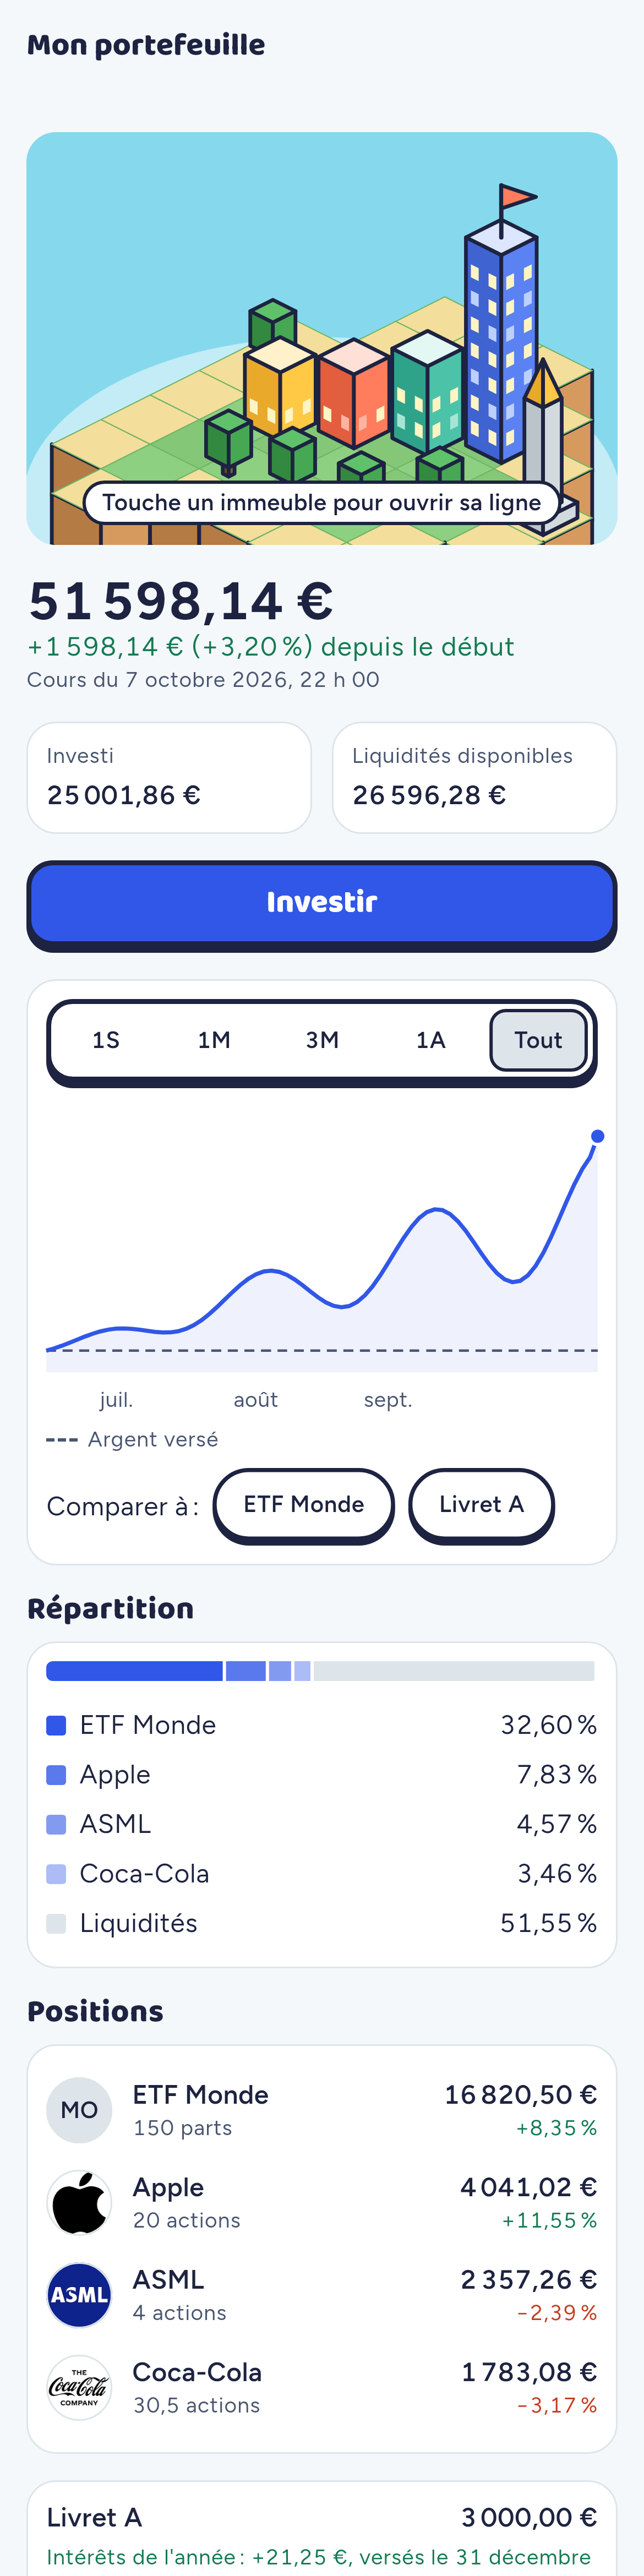 Mon portefeuille
Touche un immeuble pour ouvrir sa ligne
51 598,14 €
+1 598,14 € (+3,20 %) depuis le début
Cours du 7 octobre 2026, 22 h 00
Investi
25 001,86 €
Liquidités disponibles
26 596,28 €
Investir
1S 1M 3M 1A Tout
juil. août sept.
Argent versé
Comparer à : ETF Monde Livret A
Répartition
ETF Monde 32,60 %
Apple 7,83 %
ASML 4,57 %
Coca-Cola 3,46 %
Liquidités 51,55 %
Positions
MO ETF Monde 16 820,50 €
150 parts +8,35 %
Apple 4 041,02 €
20 actions +11,55 %
ASML ASML 2 357,26 €
4 actions −2,39 %
THE
Coca-Cola
COMPANY
Coca-Cola 1 783,08 €
30,5 actions −3,17 %
Livret A 3 000,00 €
Intérêts de l'année : +21,25 €, versés le 31 décembre